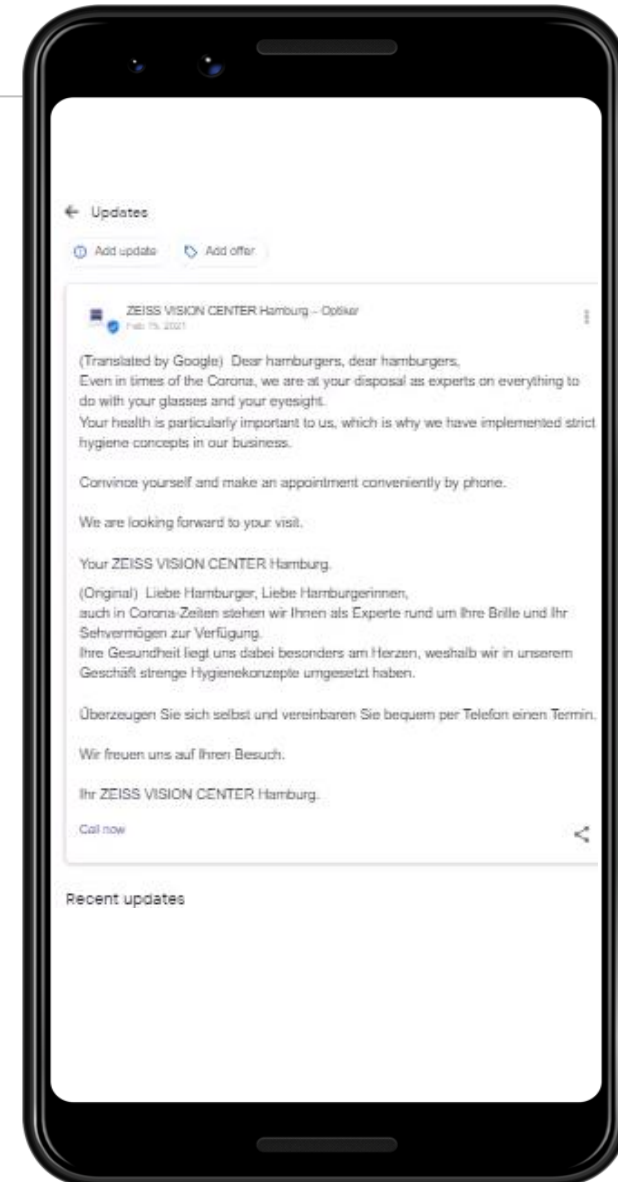 Updates
Add update Add offer
ZEISS VISION CENTER Hamburg – Optiker
Feb 15, 2021
(Translated by Google) Dear hamburgers, dear hamburgers,
Even in times of the Corona, we are at your disposal as experts on everything to
do with your glasses and your eyesight.
Your health is particularly important to us, which is why we have implemented strict
hygiene concepts in our business.
Convince yourself and make an appointment conveniently by phone.
We are looking forward to your visit.
Your ZEISS VISION CENTER Hamburg.
(Original) Liebe Hamburger, Liebe Hamburgerinnen,
auch in Corona-Zeiten stehen wir Ihnen als Experte rund um Ihre Brille und Ihr
Sehvermögen zur Verfügung.
Ihre Gesundheit liegt uns dabei besonders am Herzen, weshalb wir in unserem
Geschäft strenge Hygienekonzepte umgesetzt haben.
Überzeugen Sie sich selbst und vereinbaren Sie bequem per Telefon einen Termin.
Wir freuen uns auf Ihren Besuch.
Ihr ZEISS VISION CENTER Hamburg.
Call now
Recent updates